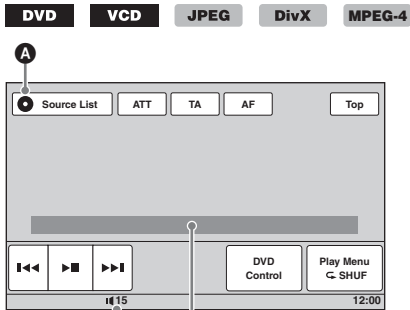 DVD VCD JPEG DivX MPEG-4
A
Source List ATT TA AF Top
DVD Control Play Menu SHUF
15 12:00